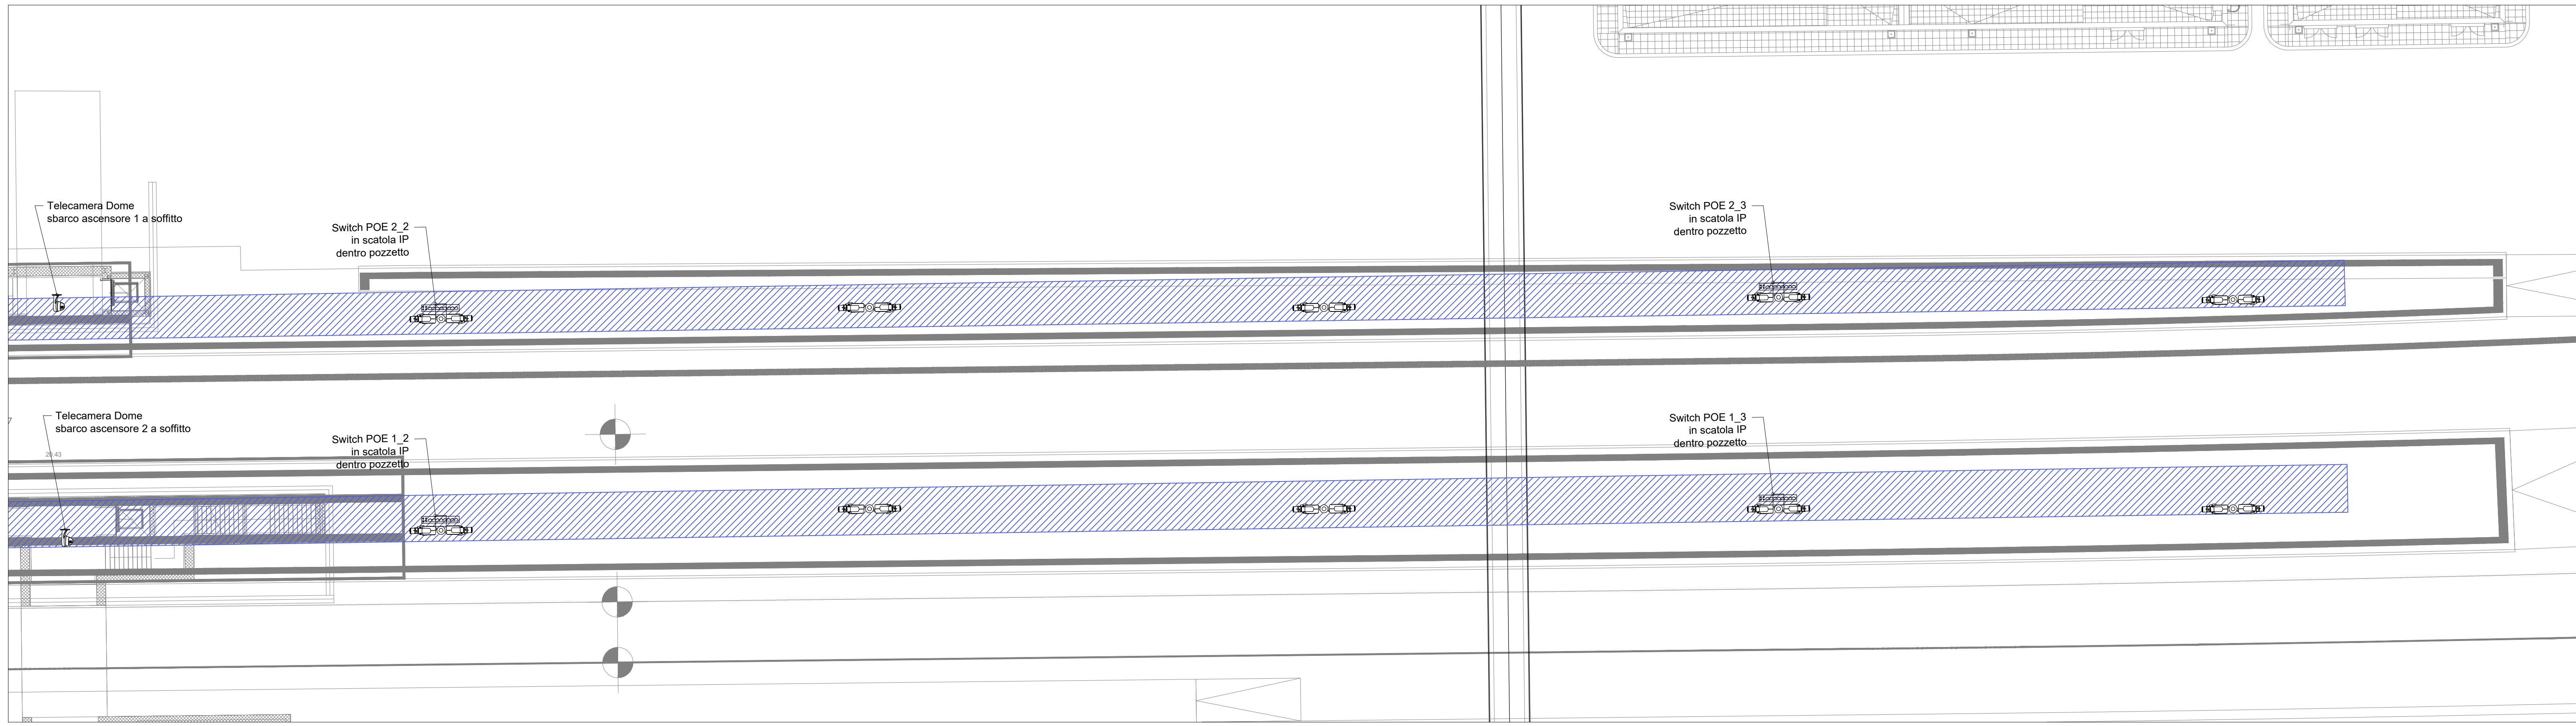 Telecamera Dome
sbarco ascensore 1 a soffitto
Switch POE 2_2
in scatola IP
dentro pozzetto
Switch POE 2_3
in scatola IP
dentro pozzetto
7
Telecamera Dome
sbarco ascensore 2 a soffitto
Switch POE 1_2
in scatola IP
dentro pozzetto
Switch POE 1_3
in scatola IP
dentro pozzetto